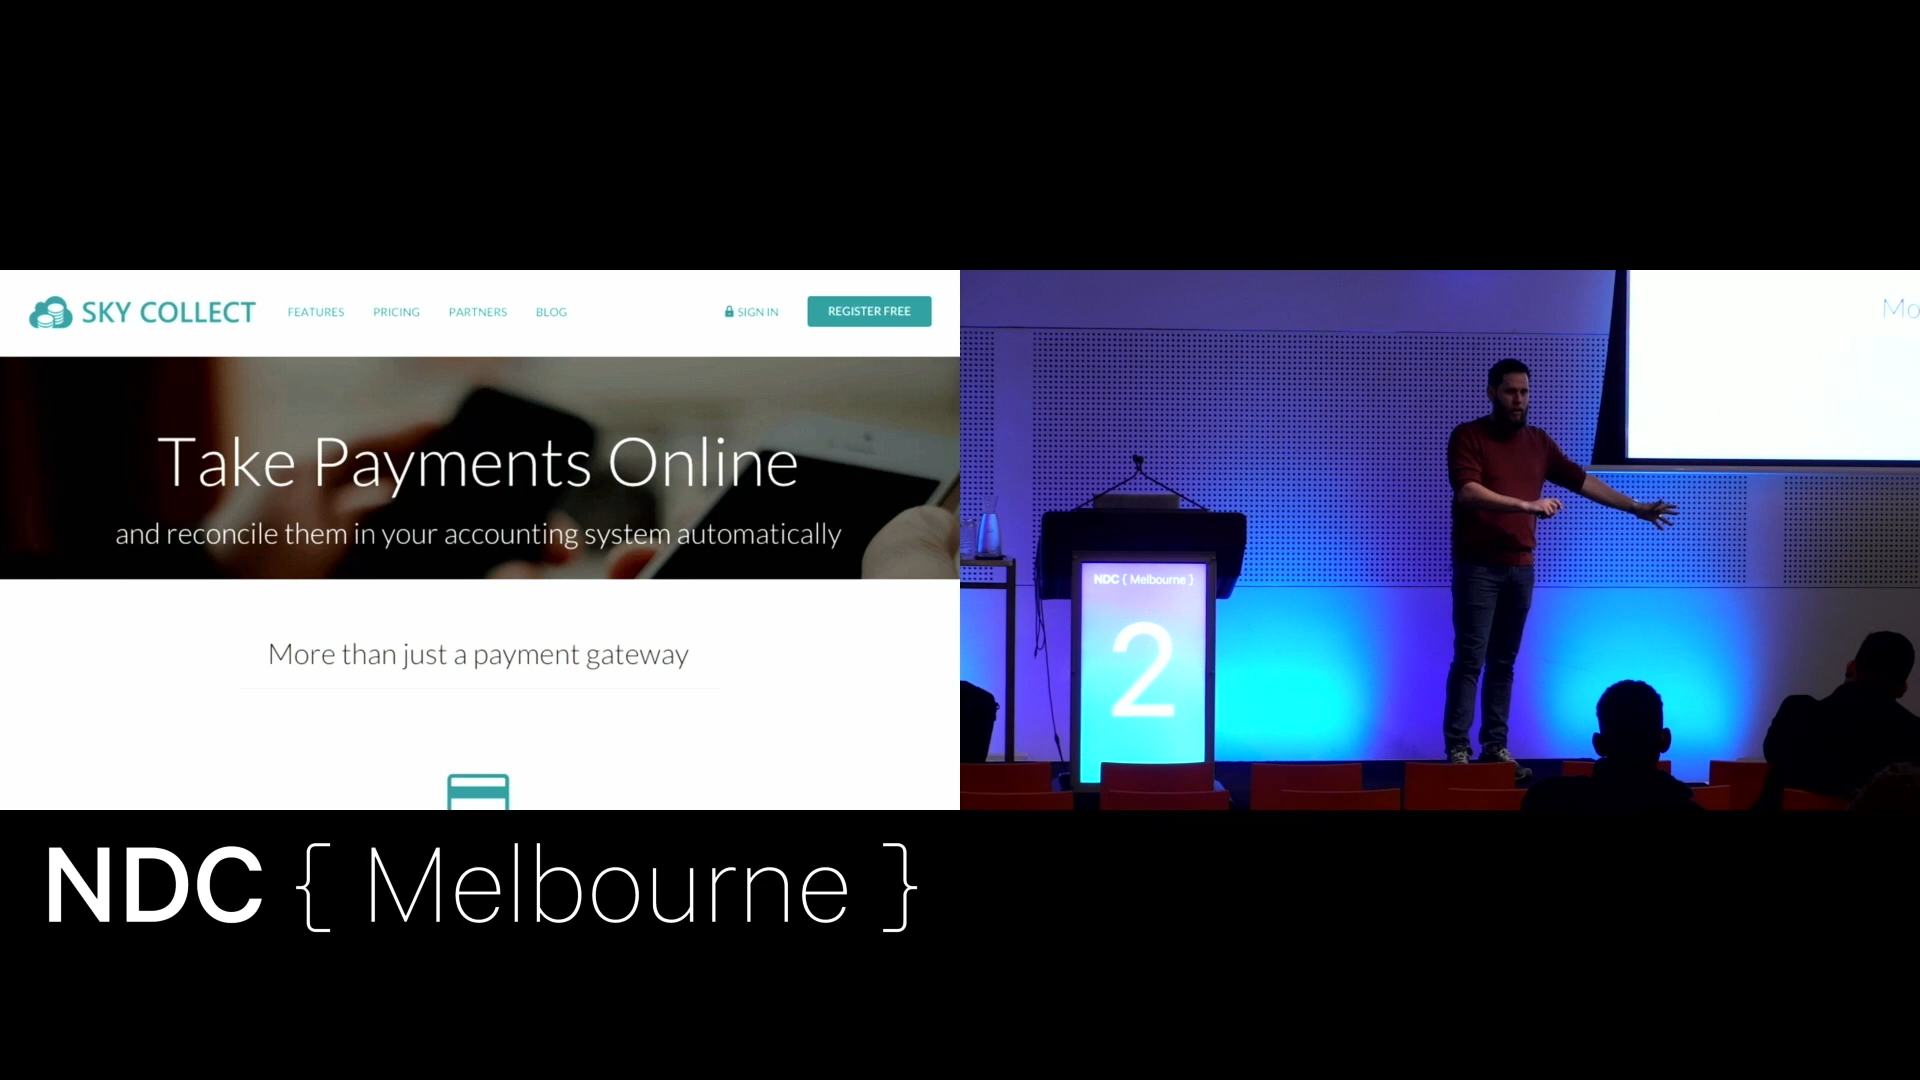 SKY COLLECT
FEATURES
PRICING
PARTNERS
BLOG
SIGN IN
REGISTER FREE
Take Payments Online
and reconcile them in your accounting system automatically
More than just a payment gateway
Mo
NDC { Melbourne }
2
NDC { Melbourne }